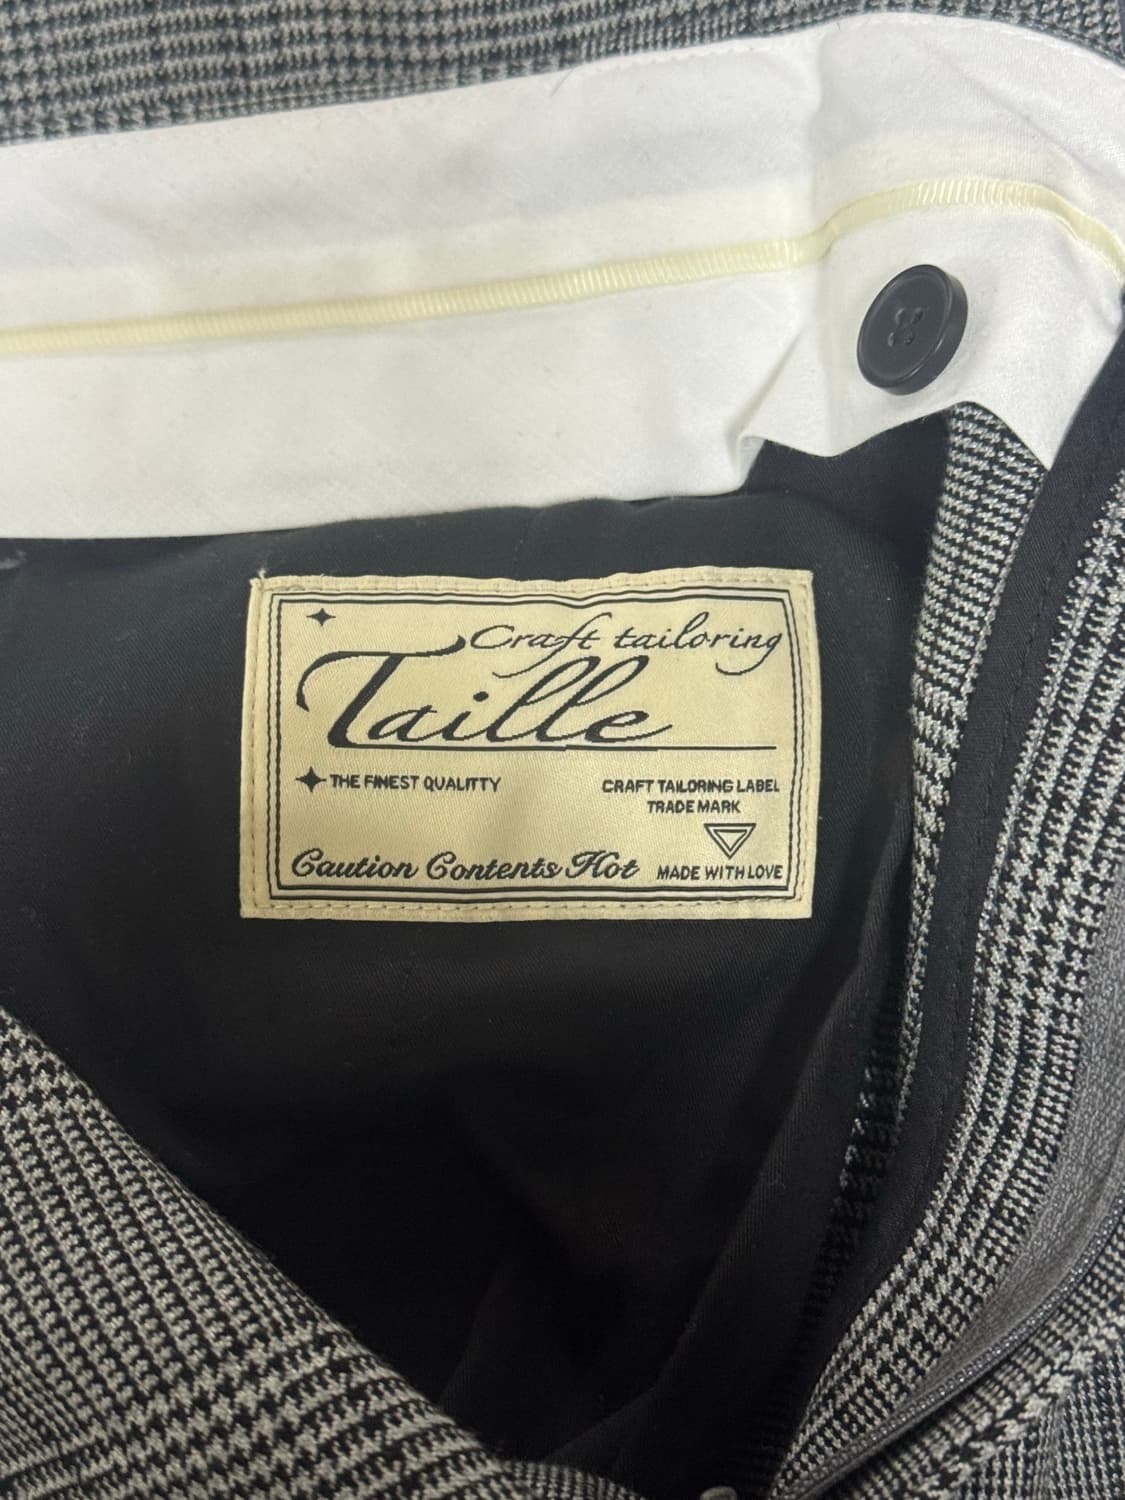 Craft tailoring
Taille
THE FINEST QUALITTY
CRAFT TAILORING LABEL
TRADE MARK
Caution Contents Hot
MADE WITH LOVE